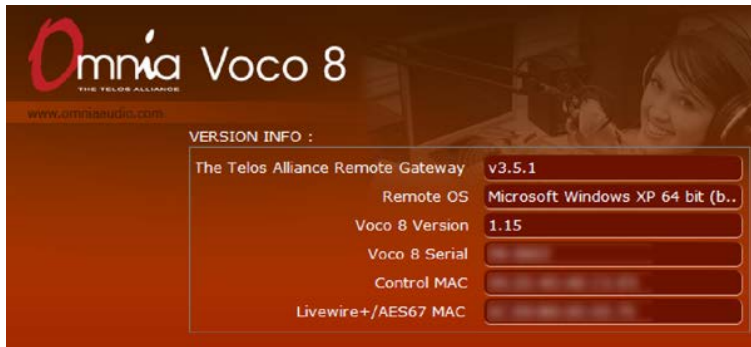 Omnia Voco 8
THE TELOS ALLIANCE
www.omniaaudio.com
VERSION INFO :
The Telos Alliance Remote Gateway v3.5.1
Remote OS Microsoft Windows XP 64 bit (b..
Voco 8 Version 1.15
Voco 8 Serial
Control MAC
Livewire+/AES67 MAC